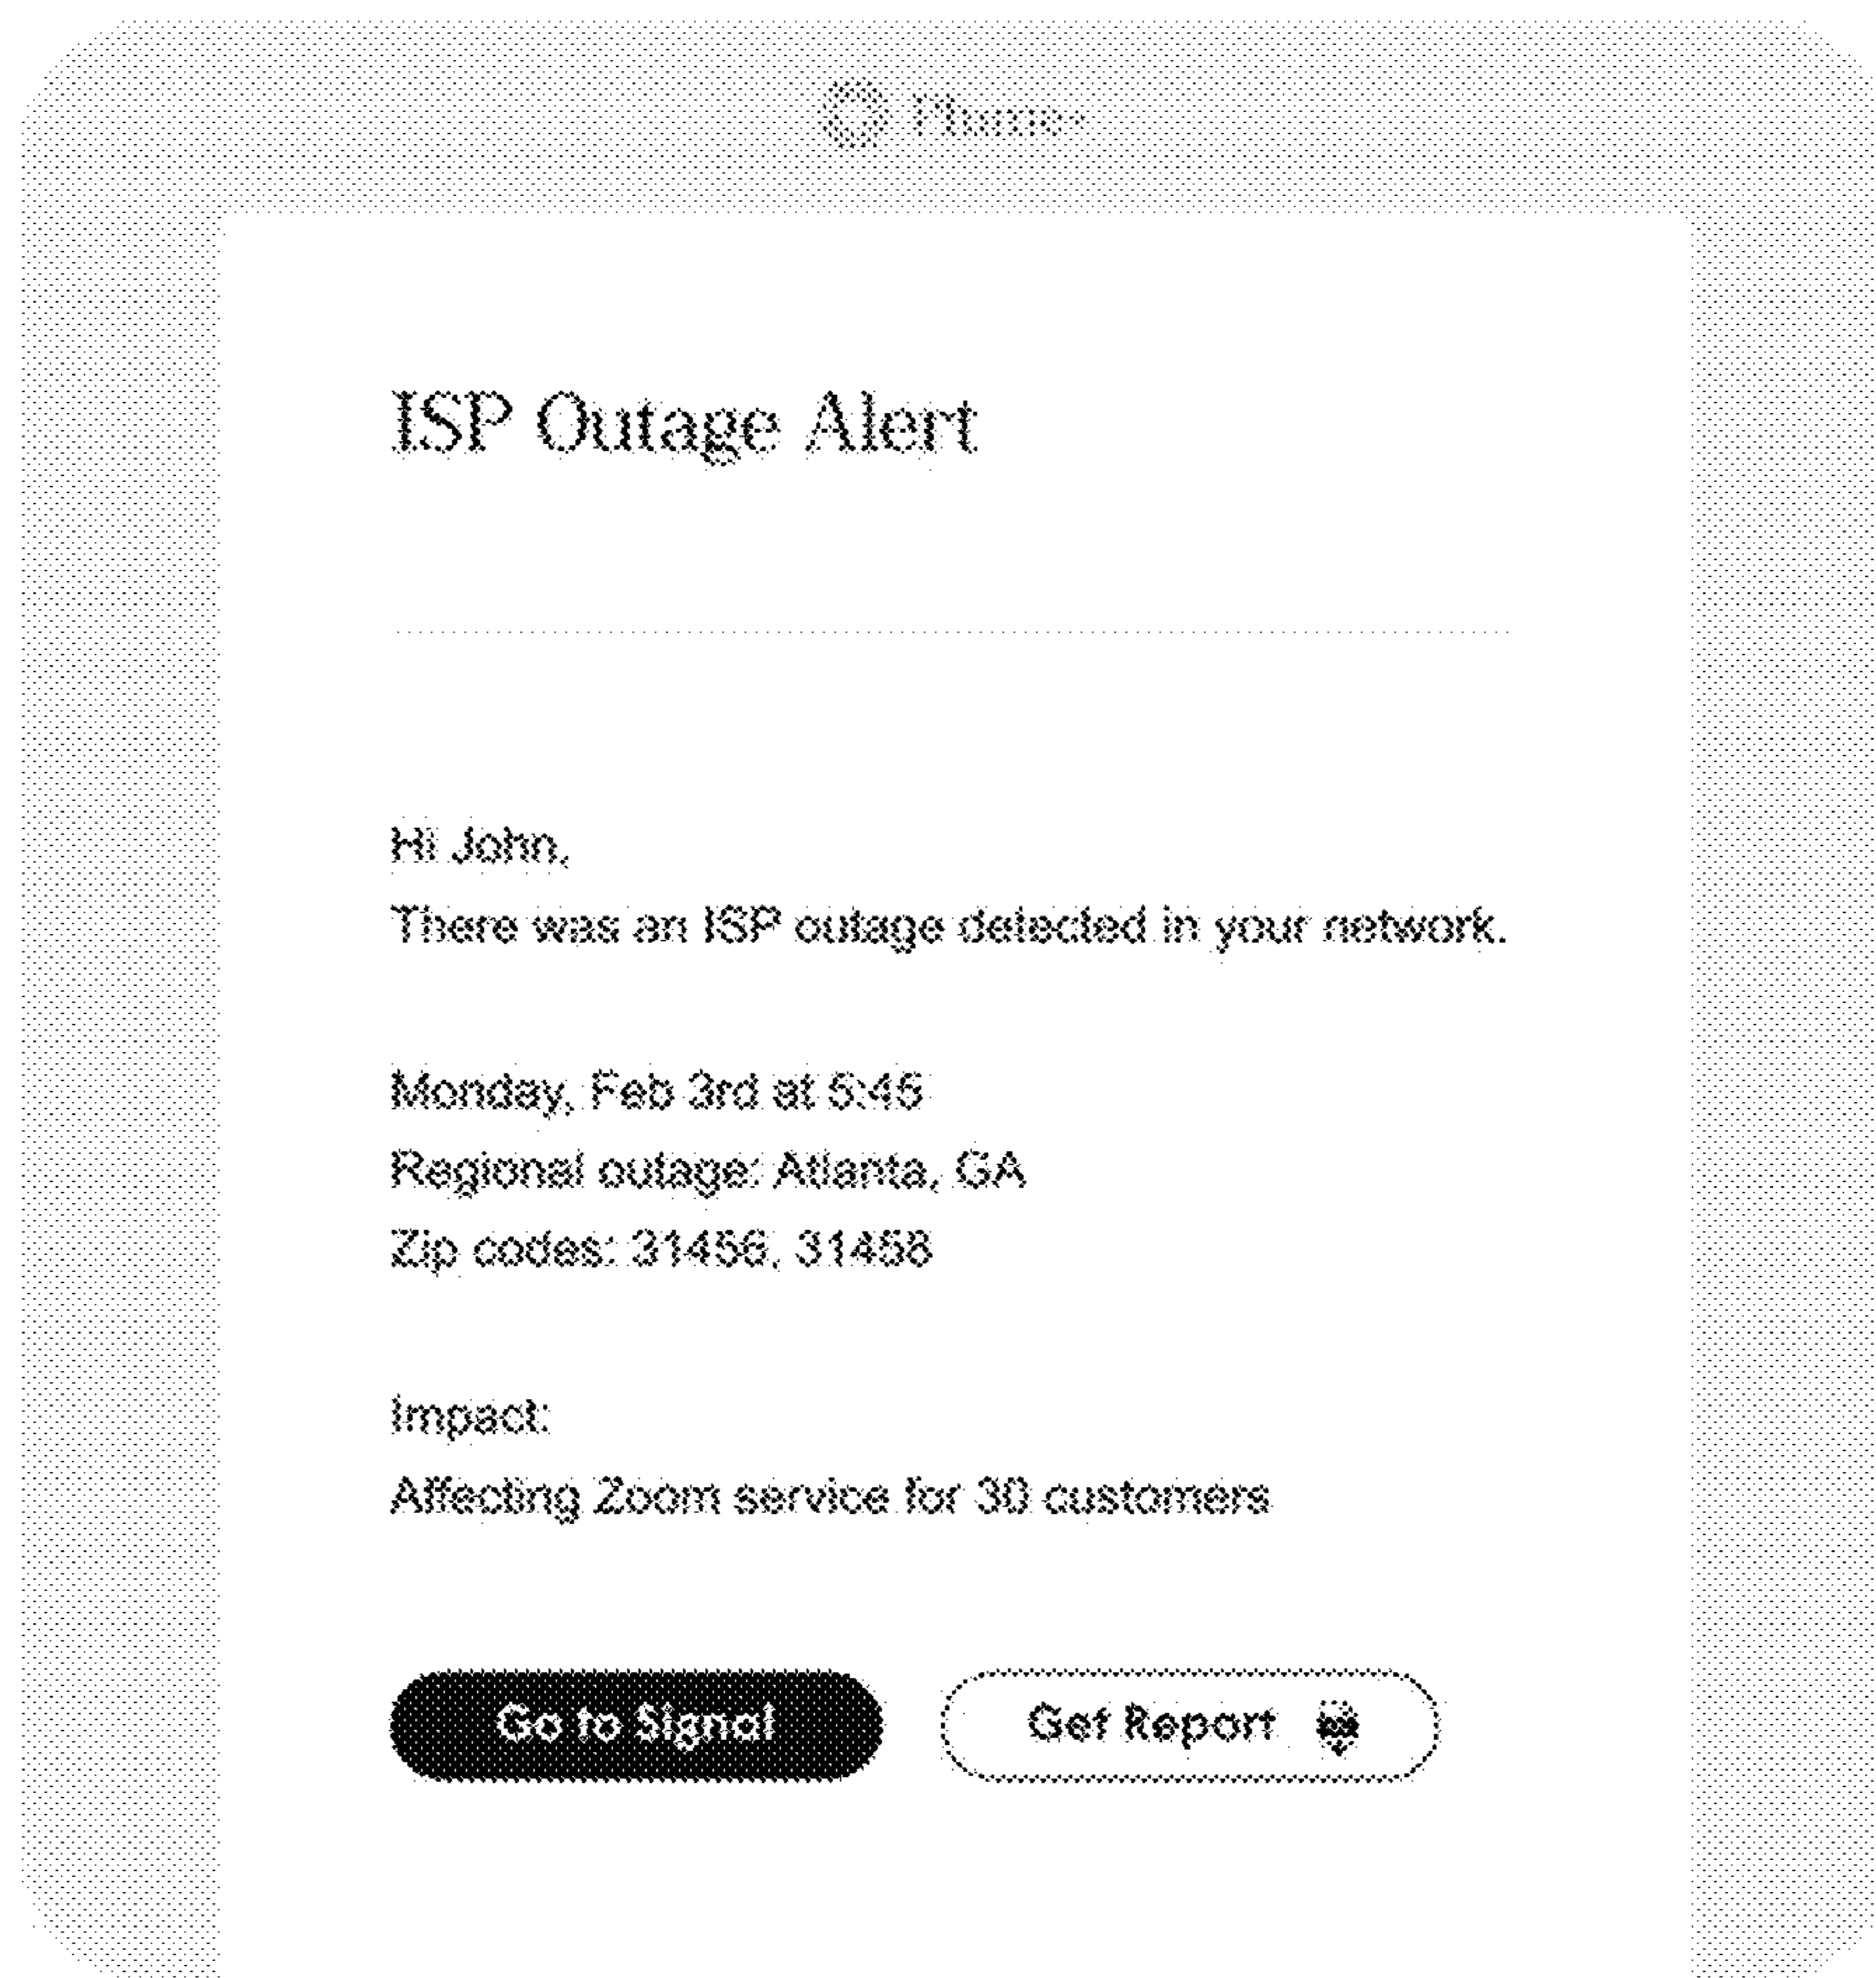 Plume
ISP Outage Alert
Hi John,
There was an ISP outage detected in your network.
Monday, Feb 3rd at 5:45
Regional outage: Atlanta, GA
Zip codes: 31456, 31458
Impact:
Affecting Zoom service for 30 customers
Go to Signal
Get Report